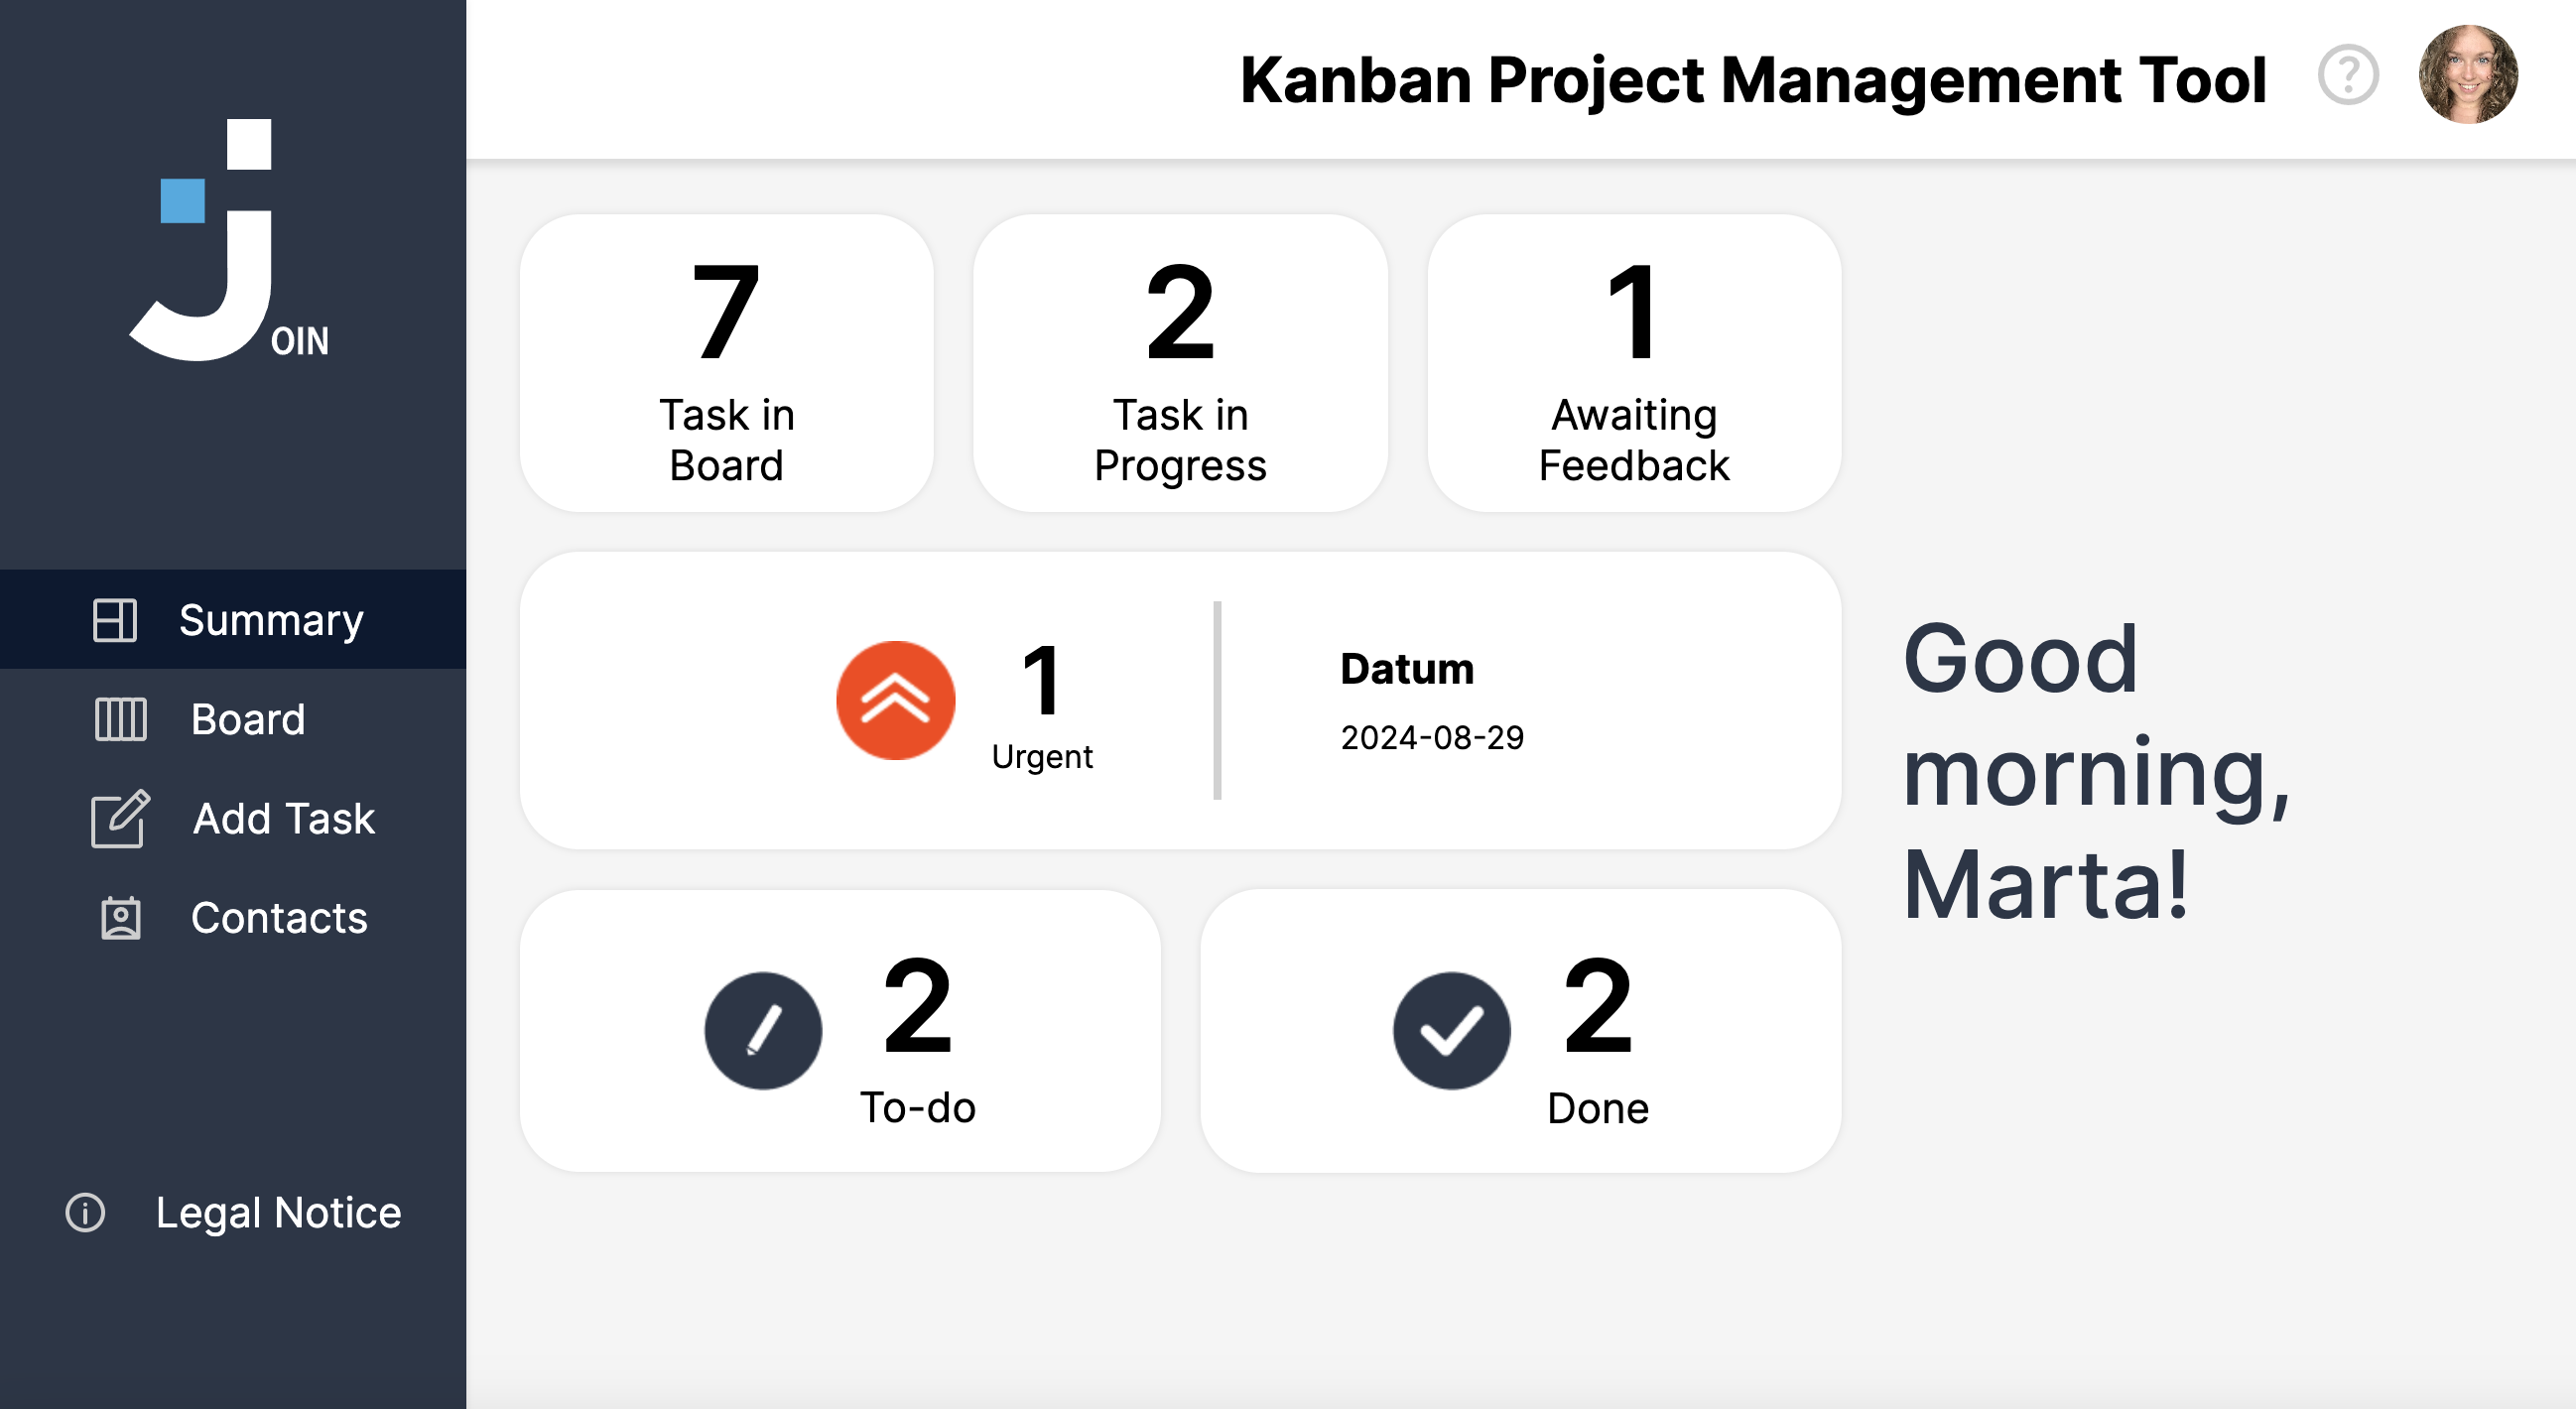 JOIN
Summary
Board
Add Task
Contacts
Legal Notice
Kanban Project Management Tool
?
7
Task in
Board
2
Task in
Progress
1
Awaiting
Feedback
1
Urgent
Datum
2024-08-29
2
To-do
2
Done
Good
morning,
Marta!